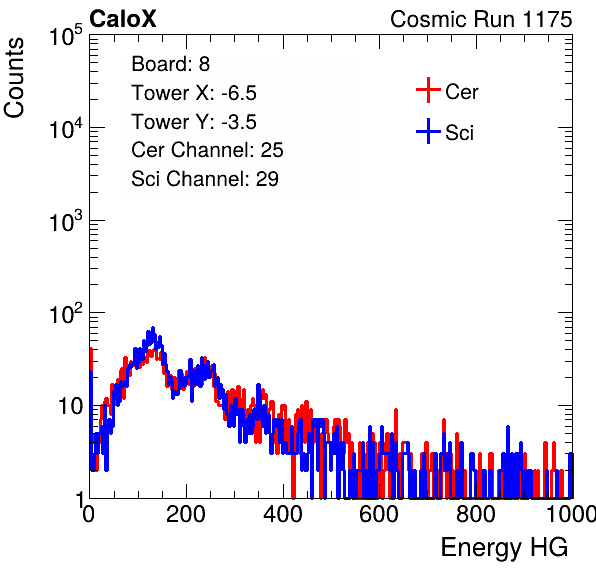 CaloX Cosmic Run 1175
Counts
10^5
10^4
10^3
10^2
10
1
Board: 8
Tower X: -6.5
Tower Y: -3.5
Cer Channel: 25
Sci Channel: 29
Cer
Sci
0 200 400 600 800 1000
Energy HG